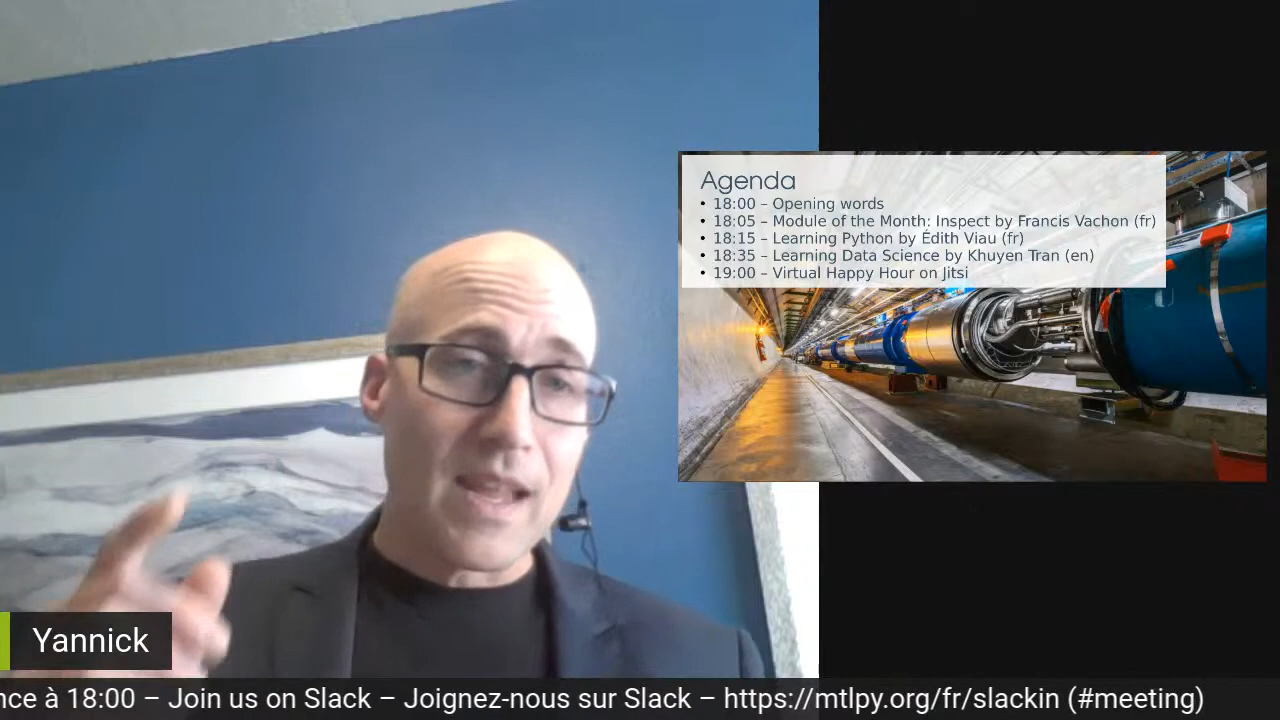 Agenda
• 18:00 – Opening words
• 18:05 – Module of the Month: Inspect by Francis Vachon (fr)
• 18:15 – Learning Python by Édith Viau (fr)
• 18:35 – Learning Data Science by Khuyen Tran (en)
• 19:00 – Virtual Happy Hour on Jitsi
Yannick
nce à 18:00 – Join us on Slack – Joignez-nous sur Slack – https://mtlpy.org/fr/slackin (#meeting)